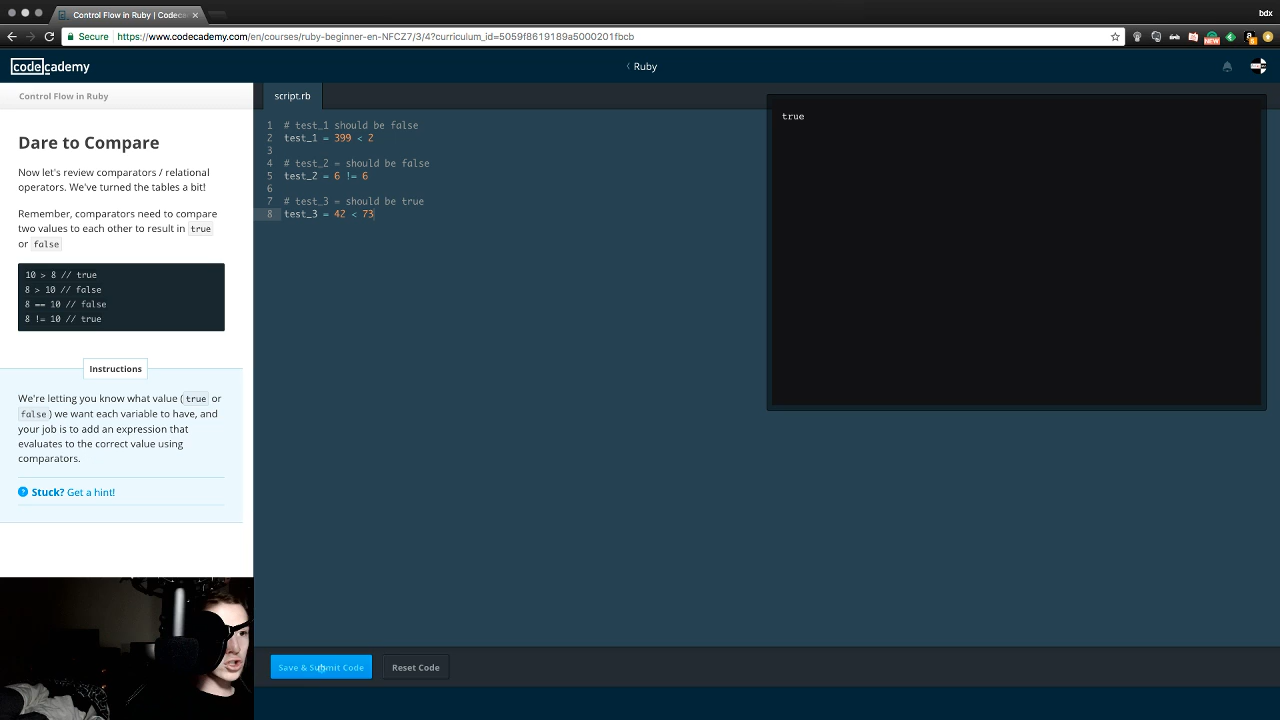 Control Flow in Ruby | Codec
bdx
Secure https://www.codecademy.com/en/courses/ruby-beginner-en-NFCZ7/3/4?curriculum_id=5059f8619189a5000201fbcb
codecademy
Ruby
Control Flow in Ruby
Dare to Compare
Now let's review comparators / relational
operators. We've turned the tables a bit!
Remember, comparators need to compare
two values to each other to result in true
or false
10 > 8 // true
8 > 10 // false
8 == 10 // false
8 != 10 // true
Instructions
We're letting you know what value (true or
false) we want each variable to have, and
your job is to add an expression that
evaluates to the correct value using
comparators.
? Stuck? Get a hint!
script.rb
1 # test_1 should be false
2 test_1 = 399 < 2
3
4 # test_2 = should be false
5 test_2 = 6 != 6
6
7 # test_3 = should be true
8 test_3 = 42 < 73
true
Save & Submit Code
Reset Code